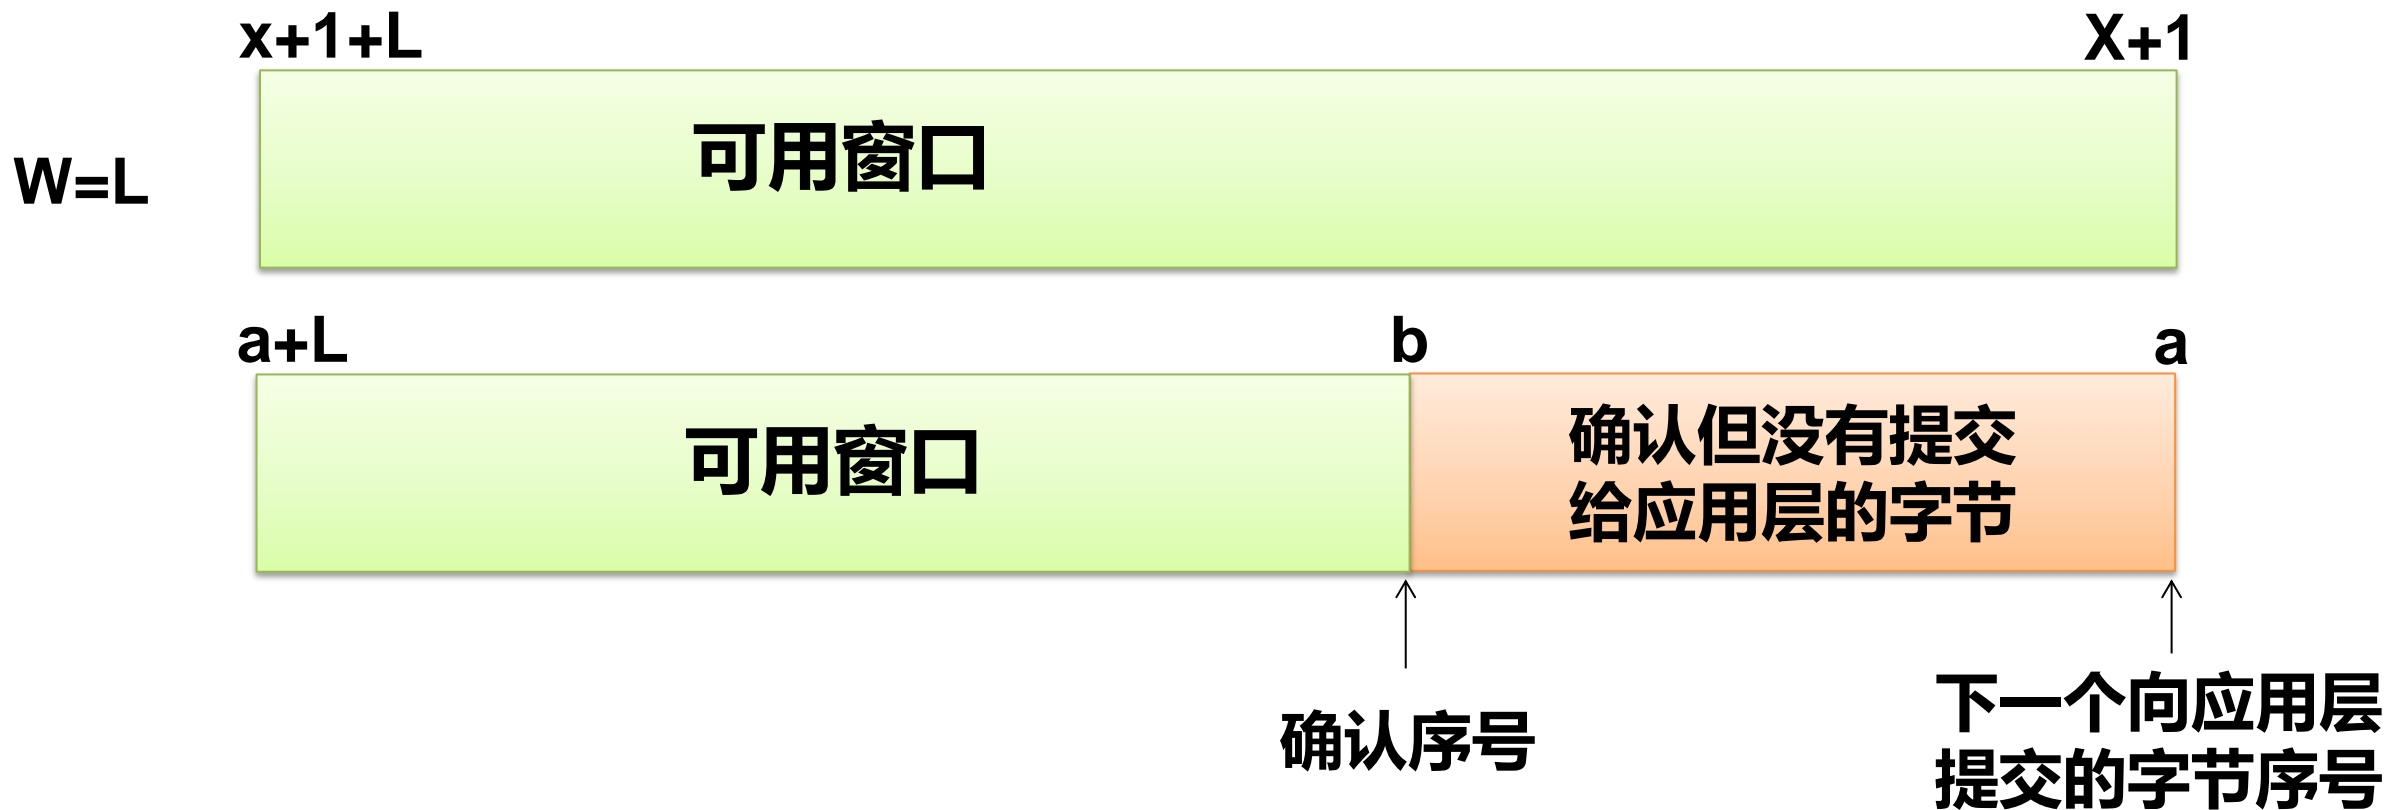 x+1+L
X+1
可用窗口
W=L
a+L
b
a
可用窗口
确认但没有提交
给应用层的字节
确认序号
下一个向应用层
提交的字节序号